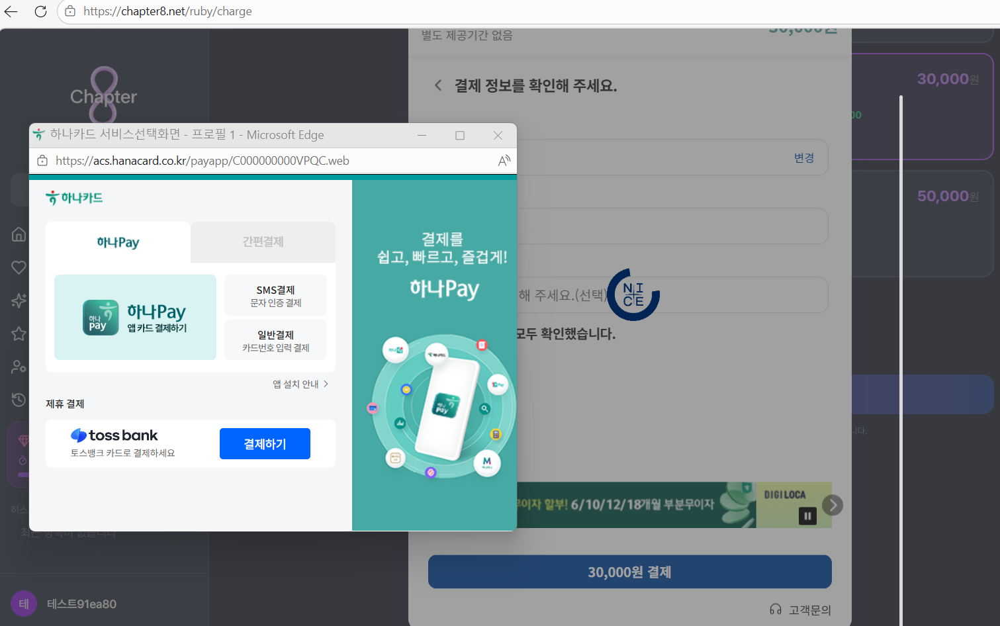 https://chapter8.net/ruby/charge
Chapter
별도 제공기간 없음
30,000원
결제 정보를 확인해 주세요.
30,000원
변경
50,000원
해 주세요.(선택)
NICE
모두 확인했습니다.
하나카드 서비스선택화면 - 프로필 1 - Microsoft Edge
https://acs.hanacard.co.kr/payapp/C000000000VPQC.web
하나카드
하나Pay
간편결제
하나Pay
앱 카드 결제하기
SMS결제
문자 인증 결제
일반결제
카드번호 입력 결제
앱 설치 안내
제휴 결제
toss bank
토스뱅크 카드로 결제하세요
결제하기
결제를
쉽고, 빠르고, 즐겁게!
하나Pay
하나
pay
무이자 할부! 6/10/12/18개월 부분무이자
DIGI LOCA
30,000원 결제
고객문의
테
테스트91ea80